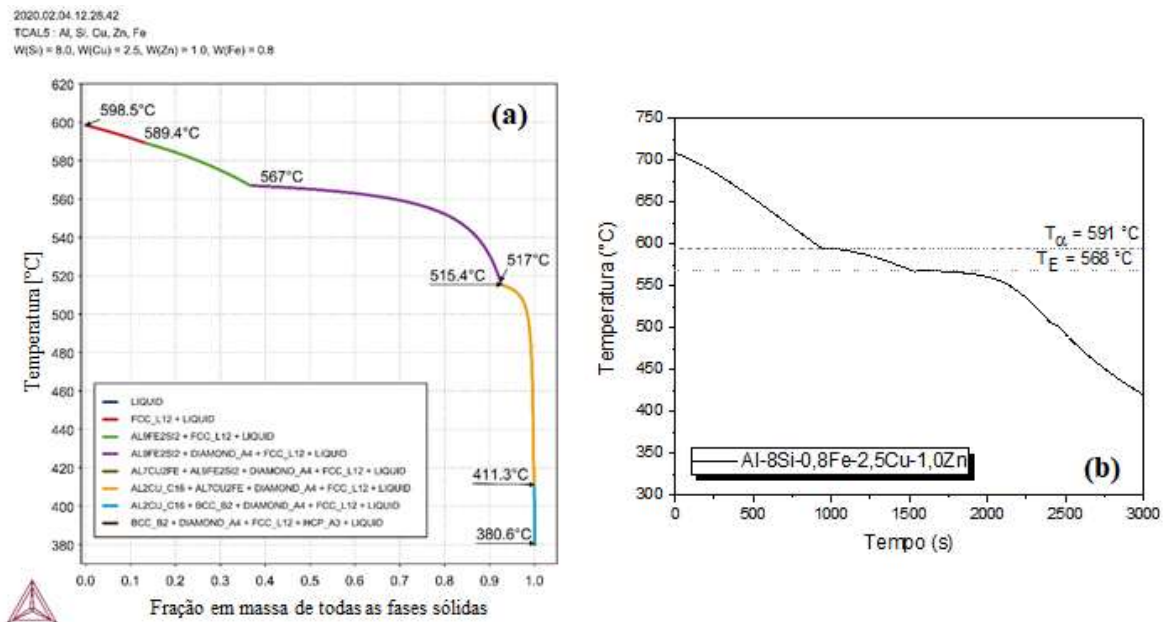 2020.02.04.12.28.42
TCAL5 : Al, Si, Cu, Zn, Fe
W(Si) = 8.0, W(Cu) = 2.5, W(Zn) = 1.0, W(Fe) = 0.8
(a)
Temperatura [°C]
620
600
580
560
540
520
500
480
460
440
420
400
380
598.5°C
589.4°C
567°C
517°C
515.4°C
411.3°C
380.6°C
LIQUID
FCC_L12 + LIQUID
AL9FE2SI2 + FCC_L12 + LIQUID
AL9FE2SI2 + DIAMOND_A4 + FCC_L12 + LIQUID
AL7CU2FE + AL9FE2SI2 + DIAMOND_A4 + FCC_L12 + LIQUID
AL2CU_C16 + AL7CU2FE + DIAMOND_A4 + FCC_L12 + LIQUID
AL2CU_C16 + BCC_B2 + DIAMOND_A4 + FCC_L12 + LIQUID
BCC_B2 + DIAMOND_A4 + FCC_L12 + HCP_A3 + LIQUID
0.0 0.1 0.2 0.3 0.4 0.5 0.6 0.7 0.8 0.9 1.0
Fração em massa de todas as fases sólidas
Temperatura (°C)
750
700
650
600
550
500
450
400
350
300
Tα = 591 °C
TE = 568 °C
Al-8Si-0,8Fe-2,5Cu-1,0Zn
(b)
0 500 1000 1500 2000 2500 3000
Tempo (s)